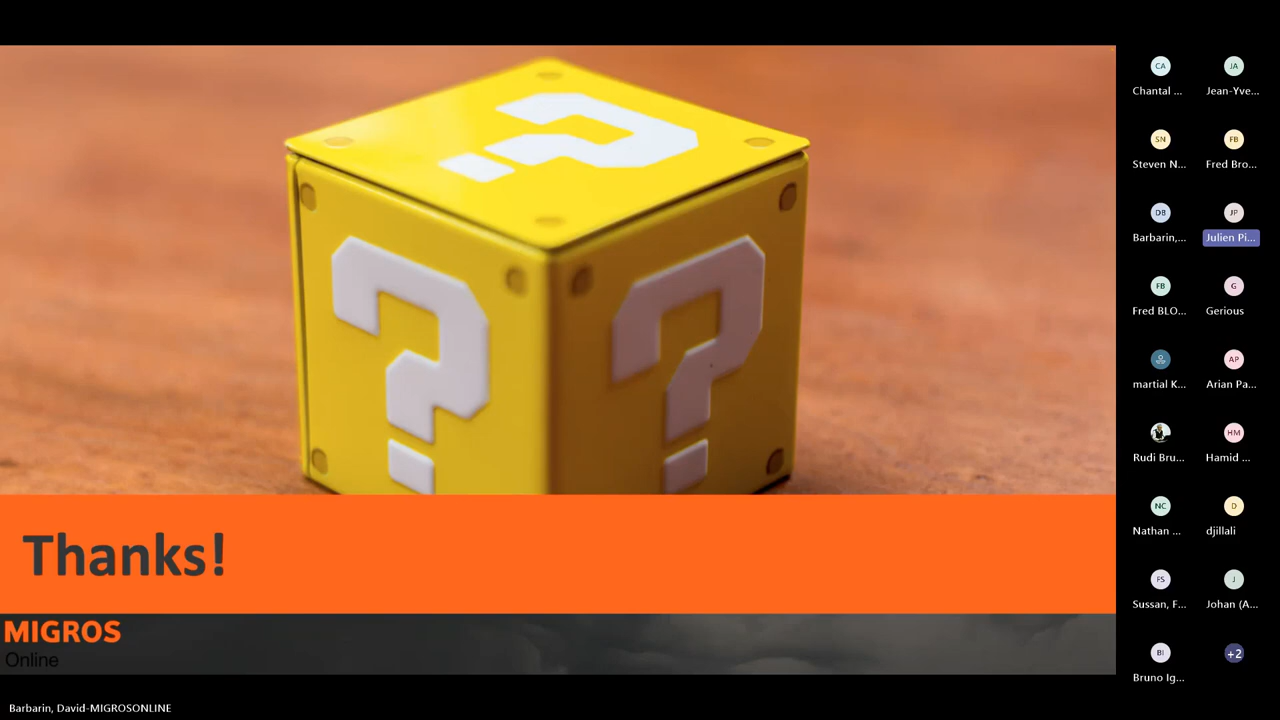 Thanks!
MIGROS
Online
Barbarin, David-MIGROSONLINE
CA
Chantal ...
JA
Jean-Yve...
SN
Steven N...
FB
Fred Bro...
DB
Barbarin,...
JP
Julien Pi...
FB
Fred BLO...
G
Gerious
martial K...
AP
Arian Pa...
Rudi Bru...
HM
Hamid ...
NC
Nathan ...
D
djillali
FS
Sussan, F...
J
Johan (A...
BI
Bruno Ig...
+2